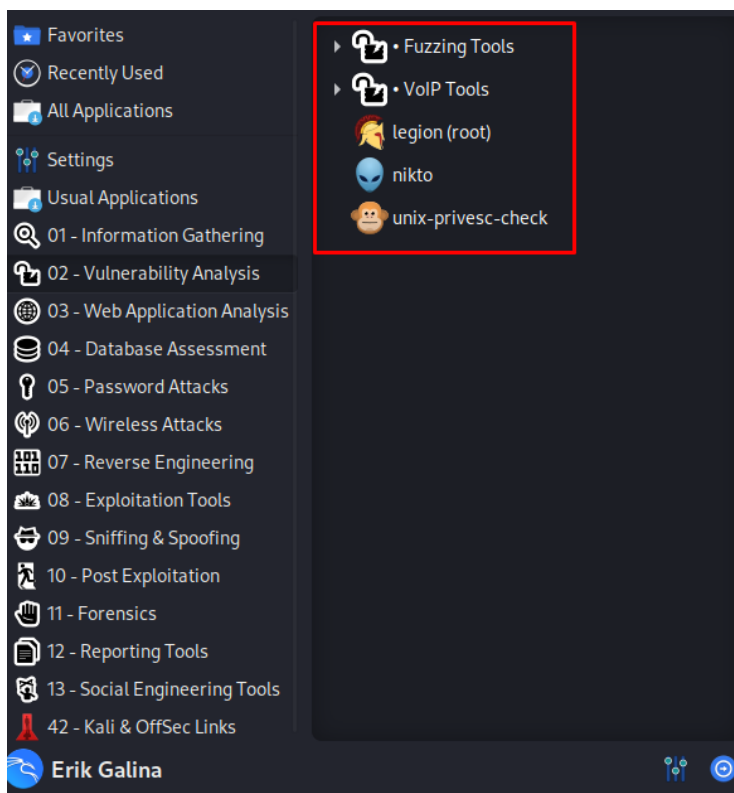 Favorites
Recently Used
All Applications
Settings
Usual Applications
01 - Information Gathering
02 - Vulnerability Analysis
03 - Web Application Analysis
04 - Database Assessment
05 - Password Attacks
06 - Wireless Attacks
07 - Reverse Engineering
08 - Exploitation Tools
09 - Sniffing & Spoofing
10 - Post Exploitation
11 - Forensics
12 - Reporting Tools
13 - Social Engineering Tools
42 - Kali & OffSec Links
• Fuzzing Tools
• VoIP Tools
legion (root)
nikto
unix-privesc-check
Erik Galina